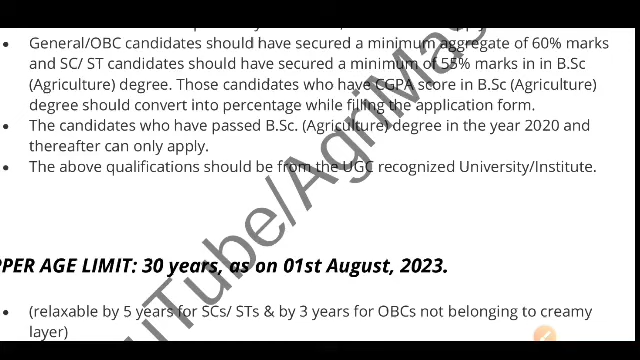 General/OBC candidates should have secured a minimum aggregate of 60% marks
and SC/ ST candidates should have secured a minimum of 55% marks in in B.Sc
(Agriculture) degree. Those candidates who have CGPA score in B.Sc (Agriculture)
degree should convert into percentage while filling the application form.
The candidates who have passed B.Sc. (Agriculture) degree in the year 2020 and
thereafter can only apply.
The above qualifications should be from the UGC recognized University/Institute.
PPER AGE LIMIT: 30 years, as on 01st August, 2023.
(relaxable by 5 years for SCs/ STs & by 3 years for OBCs not belonging to creamy
layer)
uTube/AgriMa